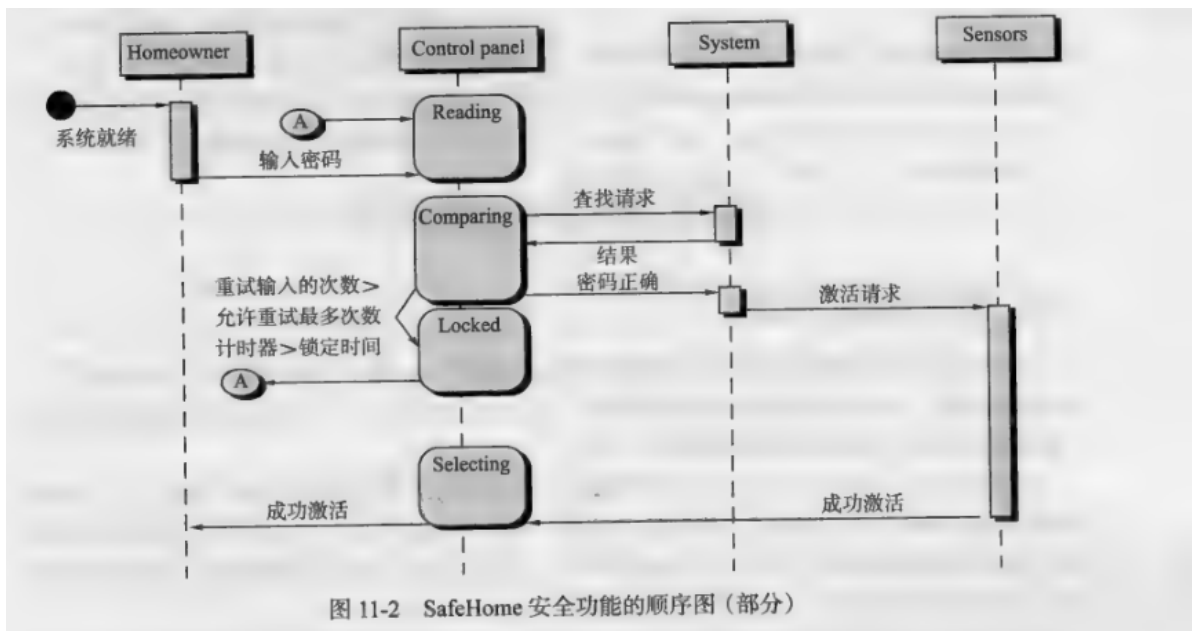 Homeowner
Control panel
System
Sensors
系统就绪
A
Reading
输入密码
Comparing
查找请求
结果
密码正确
激活请求
重试输入的次数>
允许重试最多次数
计时器>锁定时间
Locked
A
Selecting
成功激活
成功激活
图 11-2 SafeHome 安全功能的顺序图(部分)